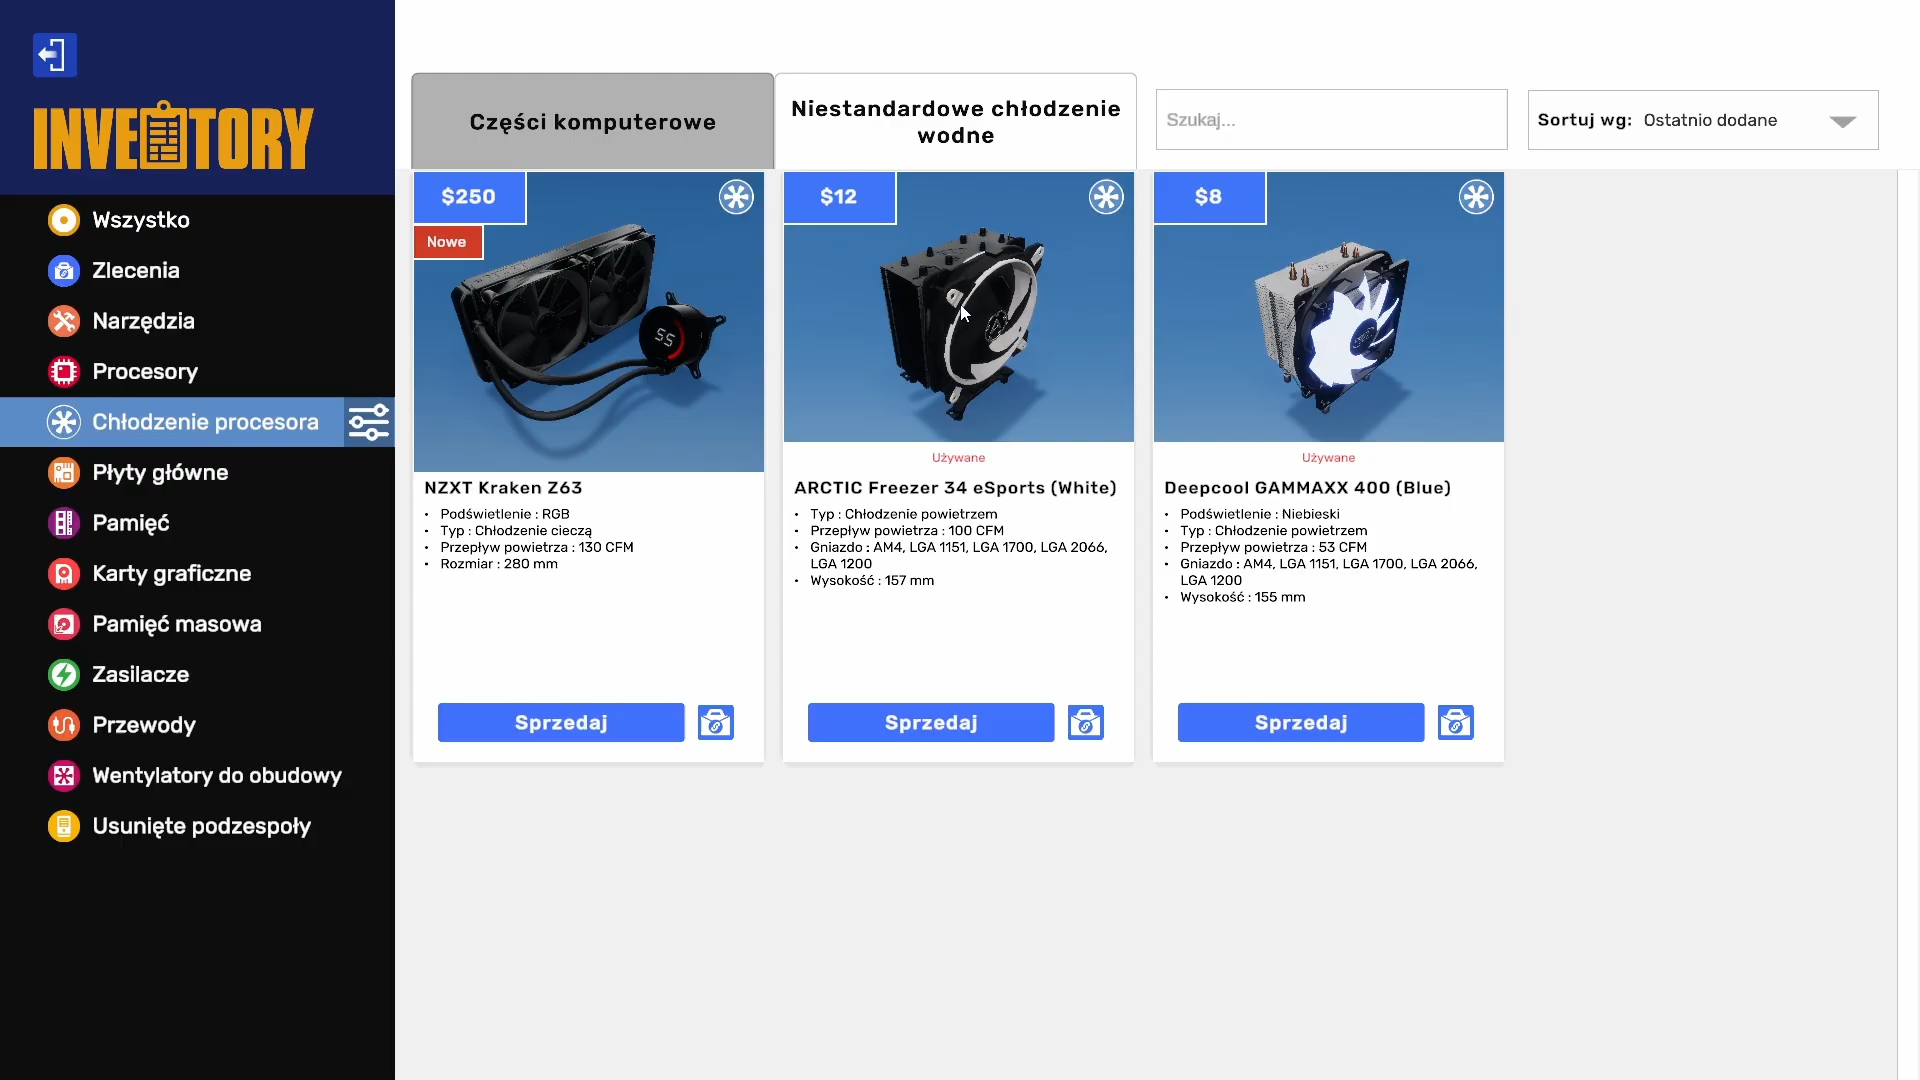 INVENTORY
Wszystko
Zlecenia
Narzędzia
Procesory
Chłodzenie procesora
Płyty główne
Pamięć
Karty graficzne
Pamięć masowa
Zasilacze
Przewody
Wentylatory do obudowy
Usunięte podzespoły
Części komputerowe
Niestandardowe chłodzenie
wodne
Szukaj...
Sortuj wg: Ostatnio dodane
$250
Nowe
55
NZXT Kraken Z63
• Podświetlenie : RGB
• Typ : Chłodzenie cieczą
• Przepływ powietrza : 130 CFM
• Rozmiar : 280 mm
Sprzedaj
$12
Używane
ARCTIC Freezer 34 eSports (White)
• Typ : Chłodzenie powietrzem
• Przepływ powietrza : 100 CFM
• Gniazdo : AM4, LGA 1151, LGA 1700, LGA 2066,
LGA 1200
• Wysokość : 157 mm
Sprzedaj
$8
Używane
Deepcool GAMMAXX 400 (Blue)
• Podświetlenie : Niebieski
• Typ : Chłodzenie powietrzem
• Przepływ powietrza : 53 CFM
• Gniazdo : AM4, LGA 1151, LGA 1700, LGA 2066,
LGA 1200
• Wysokość : 155 mm
Sprzedaj